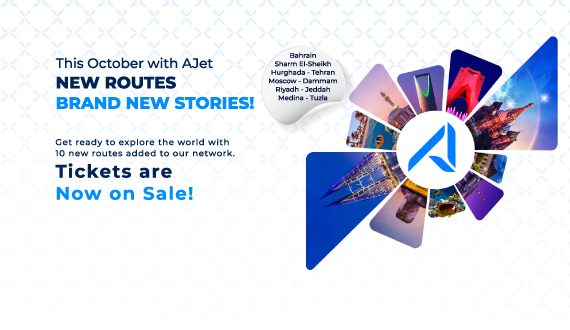 This October with AJet
NEW ROUTES
BRAND NEW STORIES!
Get ready to explore the world with
10 new routes added to our network.
Tickets are
Now on Sale!
Bahrain
Sharm El-Sheikh
Hurghada - Tehran
Moscow - Dammam
Riyadh - Jeddah
Medina - Tuzla